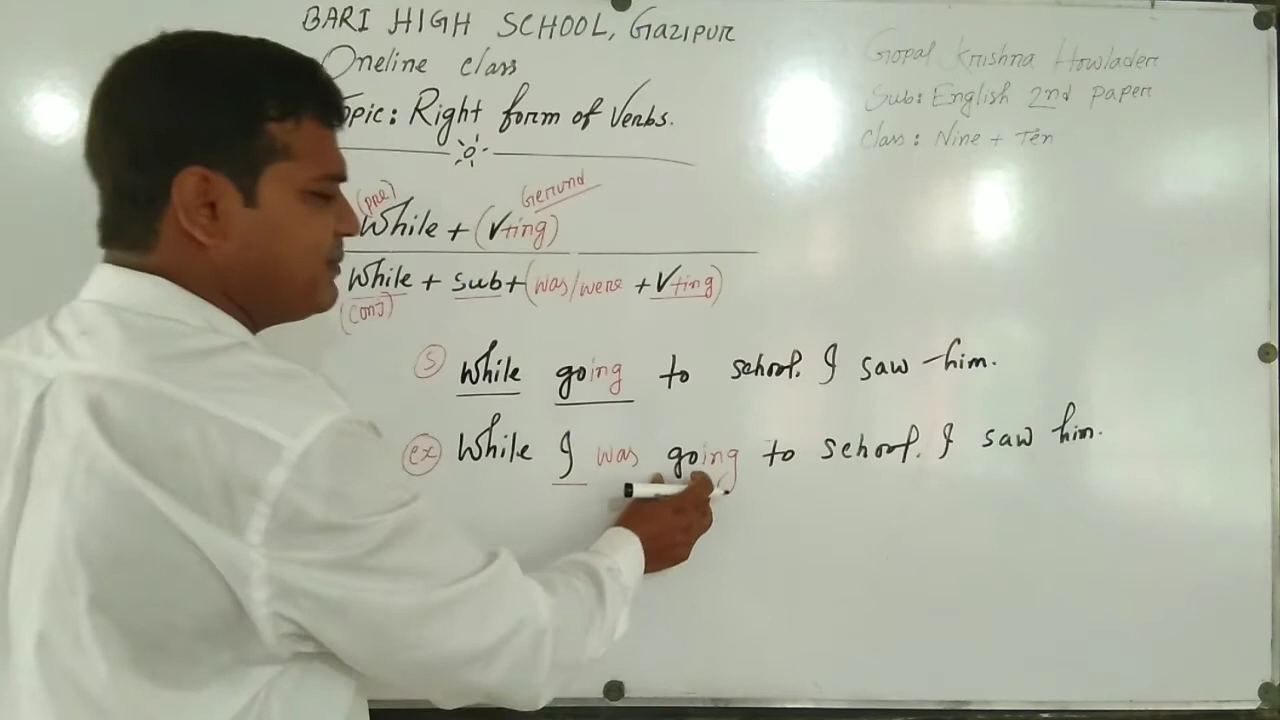 BARI HIGH SCHOOL, GAZIPUR
Oneline class
Topic: Right form of Verbs.
Gopal Krishna Howlader
Sub: English 2nd paper
Class: Nine + Ten
(pre) Gerund
While + (V+ing)
While + sub + (was/were + V+ing)
(conj)
(s) While going to school. I saw him.
(ex) While I was going to school. I saw him.